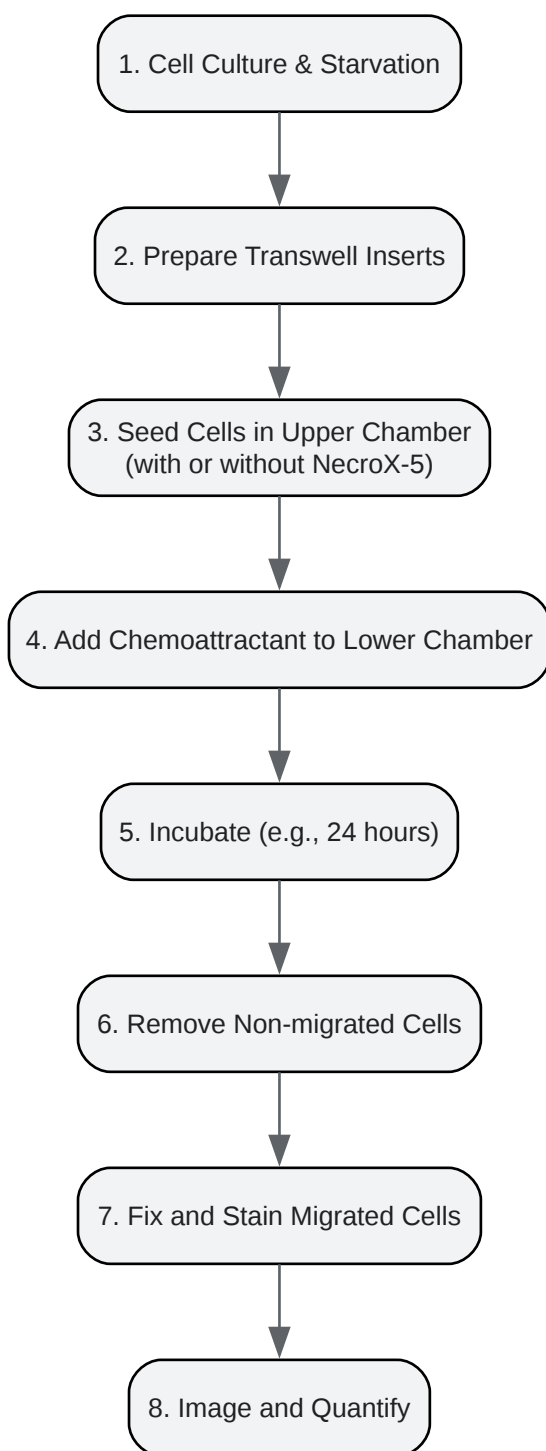 1. Cell Culture & Starvation
2. Prepare Transwell Inserts
3. Seed Cells in Upper Chamber
(with or without NecroX-5)
4. Add Chemoattractant to Lower Chamber
5. Incubate (e.g., 24 hours)
6. Remove Non-migrated Cells
7. Fix and Stain Migrated Cells
8. Image and Quantify